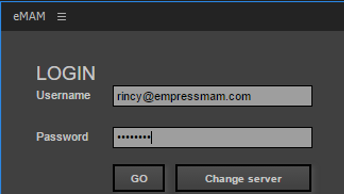 eMAM ☰
LOGIN
Username rincy@empressmam.com
Password ••••••••
GO Change server